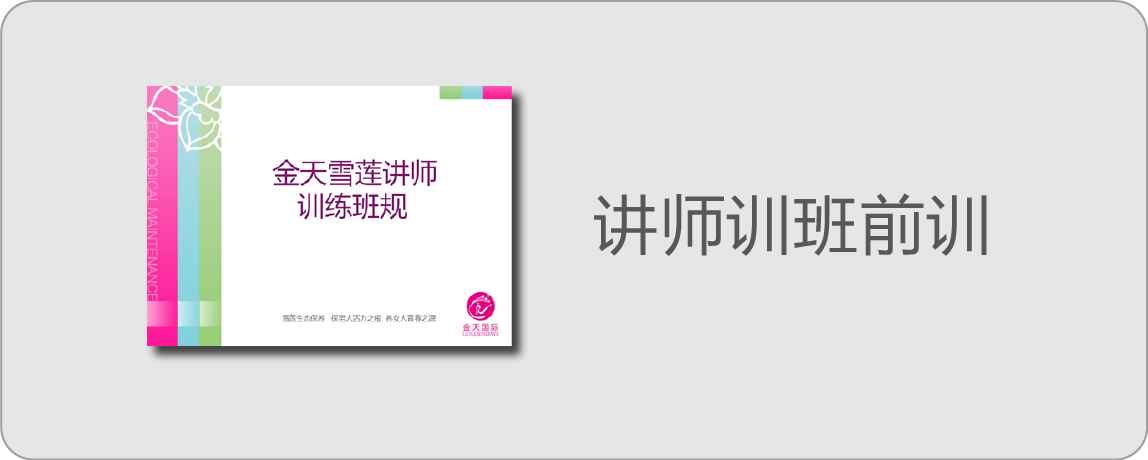 ECOLOGICAL MAINTENANCE
金天雪莲讲师
训练班规
雪莲生态保养 保男人活力之根 养女人青春之源
金天国际
GOLDENDAYS
讲师训班前训